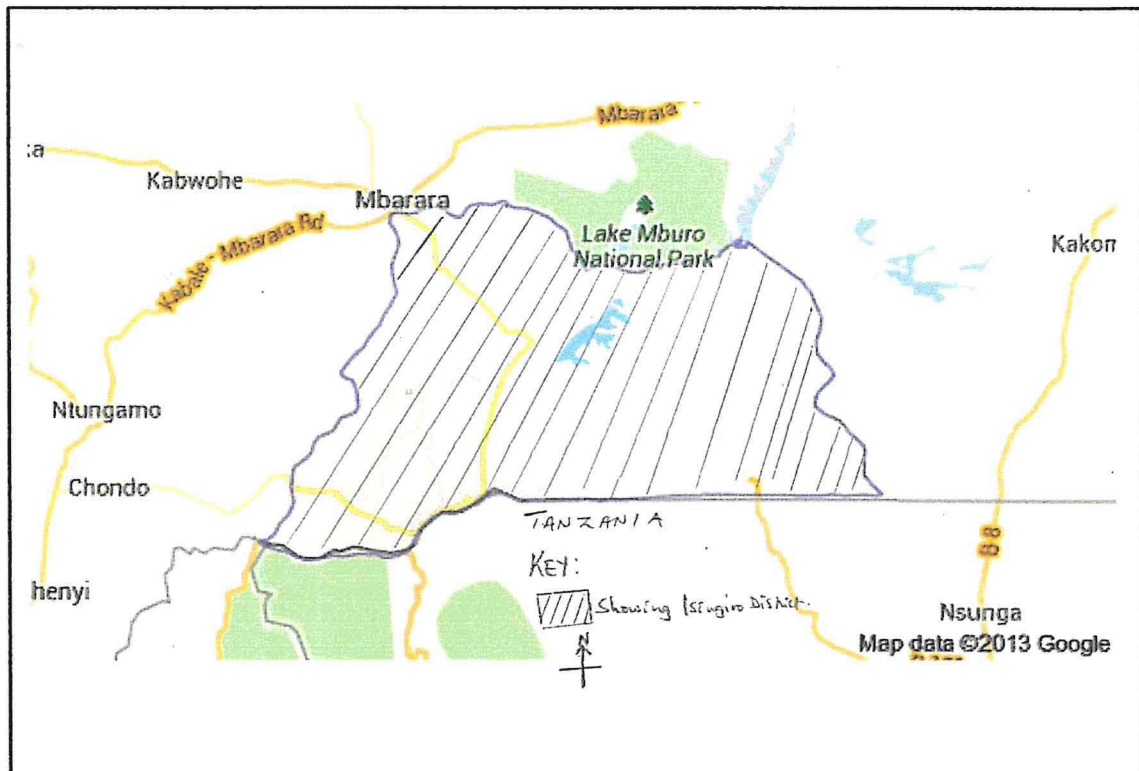 Mbarara
:a
Kabwohe
Mbarara
Kabale - Mbarara Rd
Lake Mburo
National Park
Kakom
Ntungamo
Chondo
TANZANIA
B8
KEY:
henyi
Showing Isingiro District.
Nsunga
N
Map data ©2013 Google